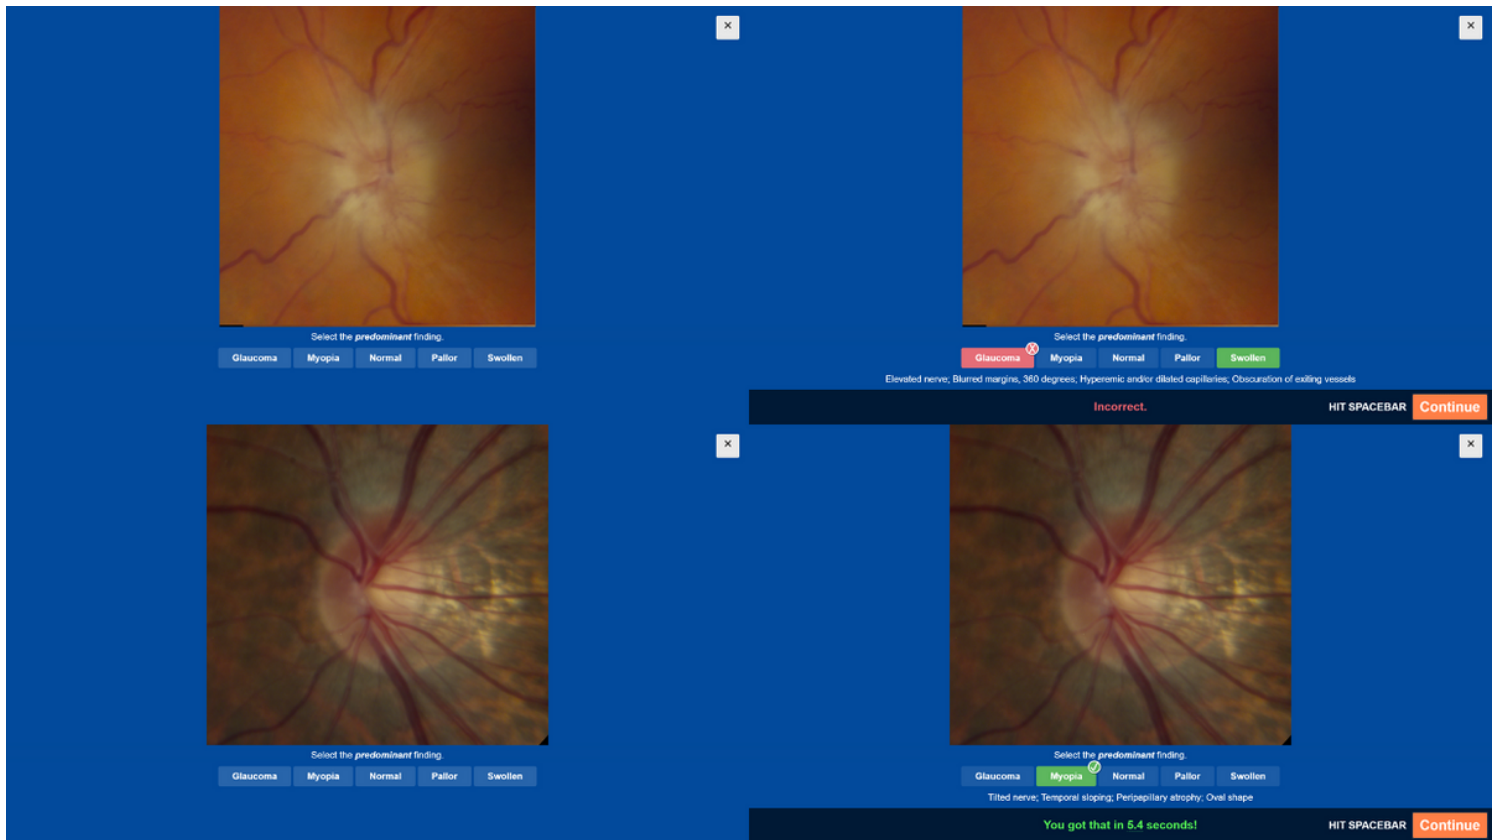 ×
×
Select the predominant finding.
Glaucoma Myopia Normal Pallor Swollen
Select the predominant finding.
Glaucoma Myopia Normal Pallor Swollen
Elevated nerve; Blurred margins, 360 degrees; Hyperemic and/or dilated capillaries; Obscuration of exiting vessels
Incorrect. HIT SPACEBAR Continue
×
×
Select the predominant finding.
Glaucoma Myopia Normal Pallor Swollen
Select the predominant finding.
Glaucoma Myopia Normal Pallor Swollen
Tilted nerve; Temporal sloping; Peripapillary atrophy; Oval shape
You got that in 5.4 seconds! HIT SPACEBAR Continue